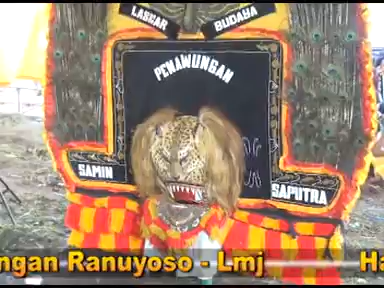 LASKAR BUDAYA
PENAWUNGAN
SAMIN
SAPUTRA
ngan Ranuyoso - Lmj Ha